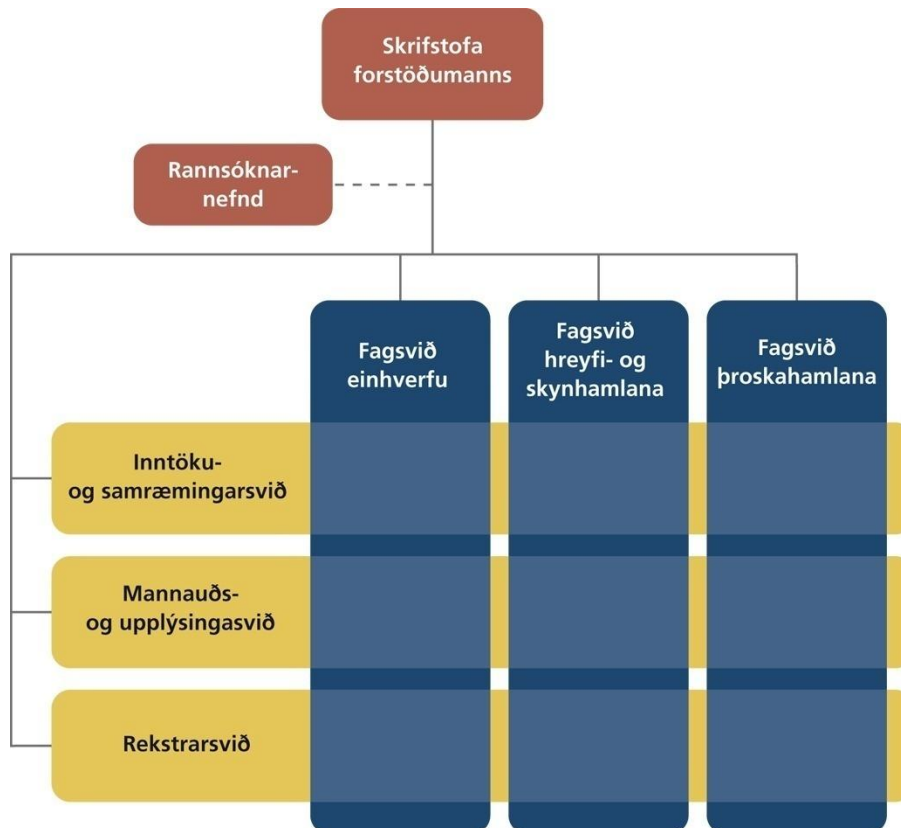 Skrifstofa
forstöðumanns
Rannsóknar-
nefnd
Fagsvið
einhverfu
Fagsvið
hreyfi- og
skynhamlana
Fagsvið
þroskahamlana
Inntöku-
og samræmingarsvið
Mannauðs-
og upplýsingasvið
Rekstrarsvið